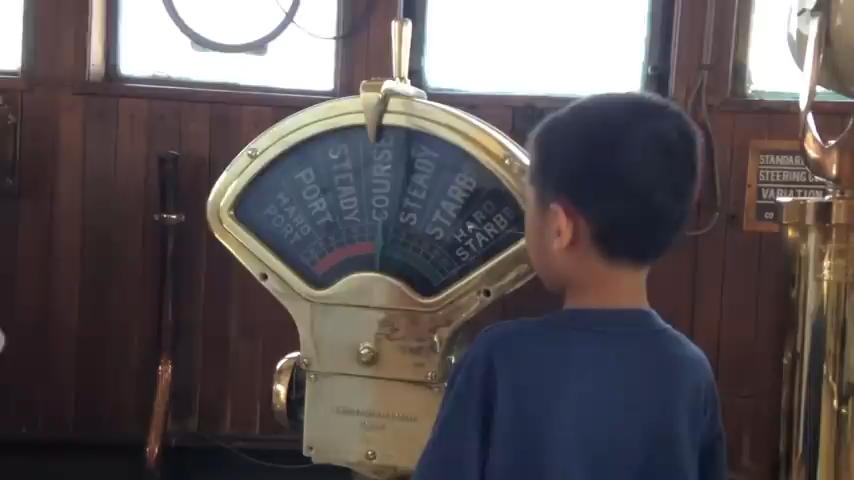 HARD
PORT
PORT
STEADY
COURSE
STEADY
STARB
HARD
STARB
STANDARD
STEERING
VARIATION